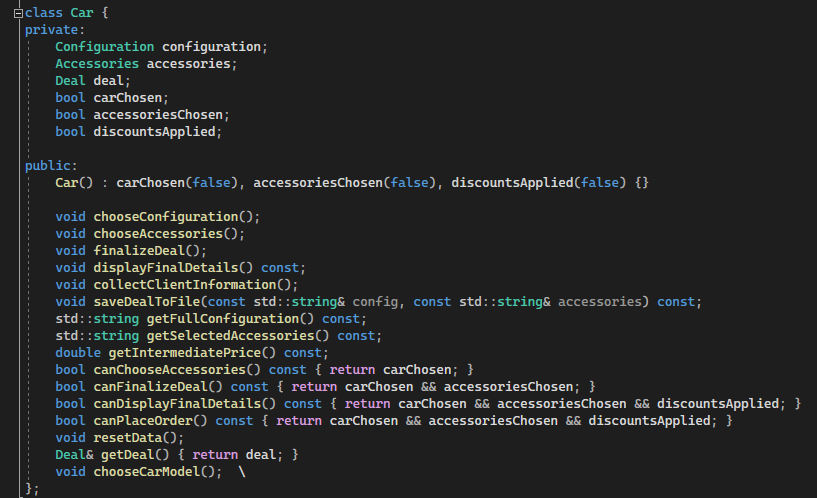 class Car {
private:
    Configuration configuration;
    Accessories accessories;
    Deal deal;
    bool carChosen;
    bool accessoriesChosen;
    bool discountsApplied;

public:
    Car() : carChosen(false), accessoriesChosen(false), discountsApplied(false) {}

    void chooseConfiguration();
    void chooseAccessories();
    void finalizeDeal();
    void displayFinalDetails() const;
    void collectClientInformation();
    void saveDealToFile(const std::string& config, const std::string& accessories) const;
    std::string getFullConfiguration() const;
    std::string getSelectedAccessories() const;
    double getIntermediatePrice() const;
    bool canChooseAccessories() const { return carChosen; }
    bool canFinalizeDeal() const { return carChosen && accessoriesChosen; }
    bool canDisplayFinalDetails() const { return carChosen && accessoriesChosen && discountsApplied; }
    bool canPlaceOrder() const { return carChosen && accessoriesChosen && discountsApplied; }
    void resetData();
    Deal& getDeal() { return deal; }
    void chooseCarModel();  \
};